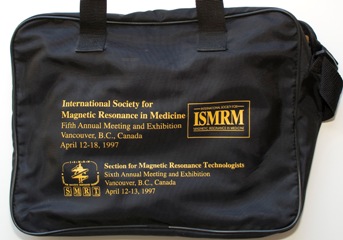 International Society for
Magnetic Resonance in Medicine
Fifth Annual Meeting and Exhibition
Vancouver, B.C., Canada
April 12-18, 1997
INTERNATIONAL SOCIETY FOR
ISMRM
MAGNETIC RESONANCE IN MEDICINE
Section for Magnetic Resonance Technologists
Sixth Annual Meeting and Exhibition
Vancouver, B.C., Canada
April 12-13, 1997
SMRT